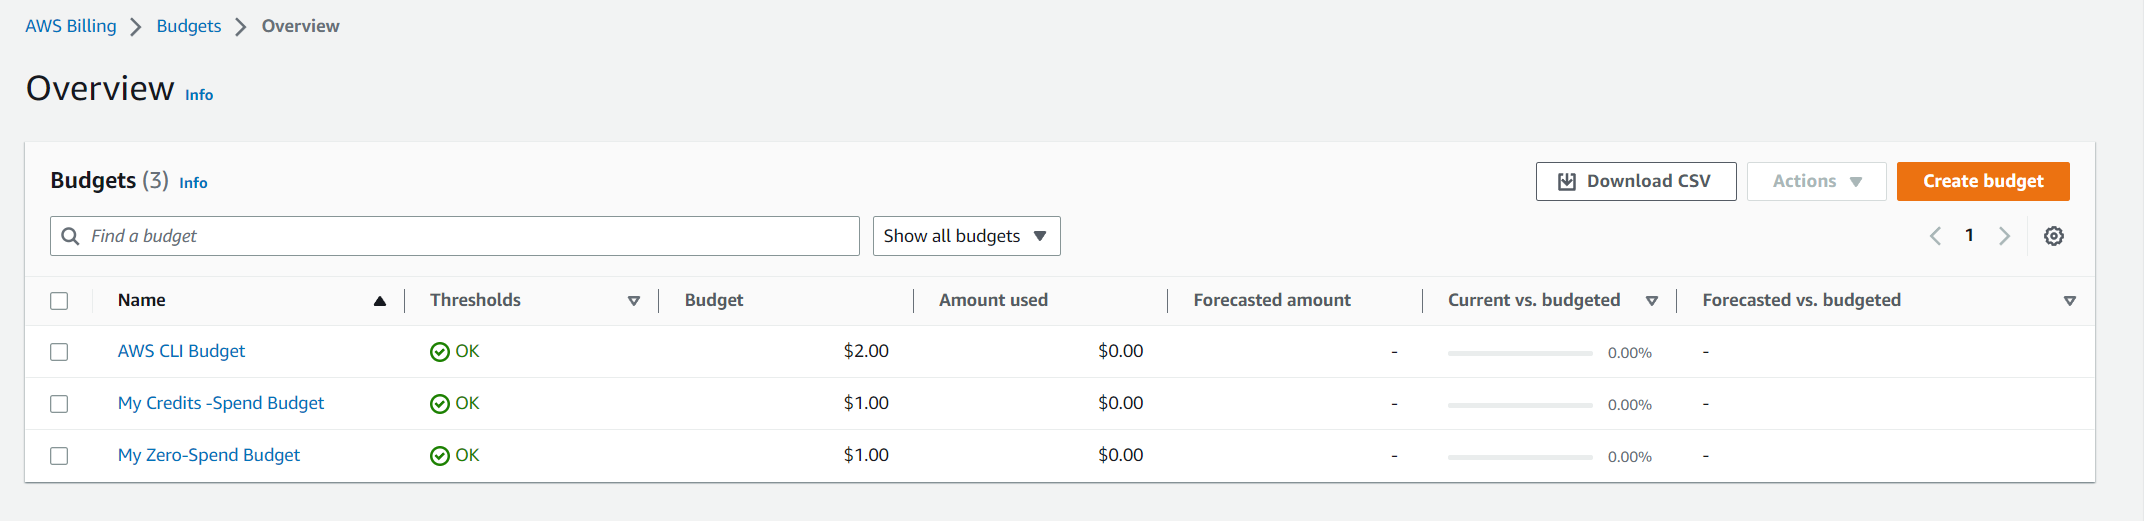 AWS Billing > Budgets > Overview
Overview Info
Budgets (3) Info Download CSV Actions Create budget
Find a budget Show all budgets 1
Name Thresholds Budget Amount used Forecasted amount Current vs. budgeted Forecasted vs. budgeted
AWS CLI Budget OK $2.00 $0.00 - 0.00% -
My Credits -Spend Budget OK $1.00 $0.00 - 0.00% -
My Zero-Spend Budget OK $1.00 $0.00 - 0.00% -